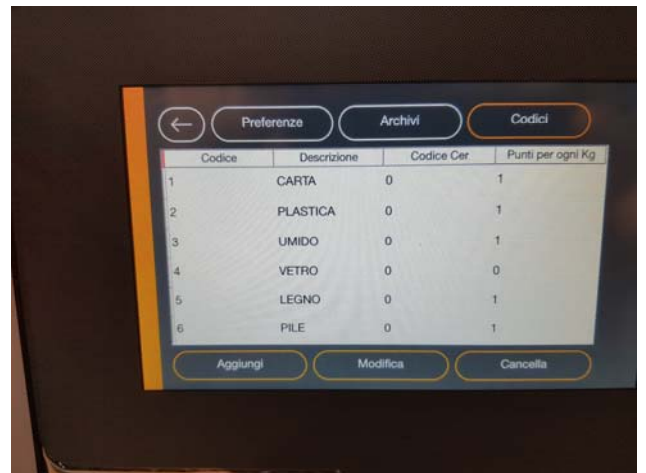 ← Preferenze Archivi Codici
Codice Descrizione Codice Cer Punti per ogni Kg
1 CARTA 0 1
2 PLASTICA 0 1
3 UMIDO 0 1
4 VETRO 0 0
5 LEGNO 0 1
6 PILE 0 1
Aggiungi Modifica Cancella